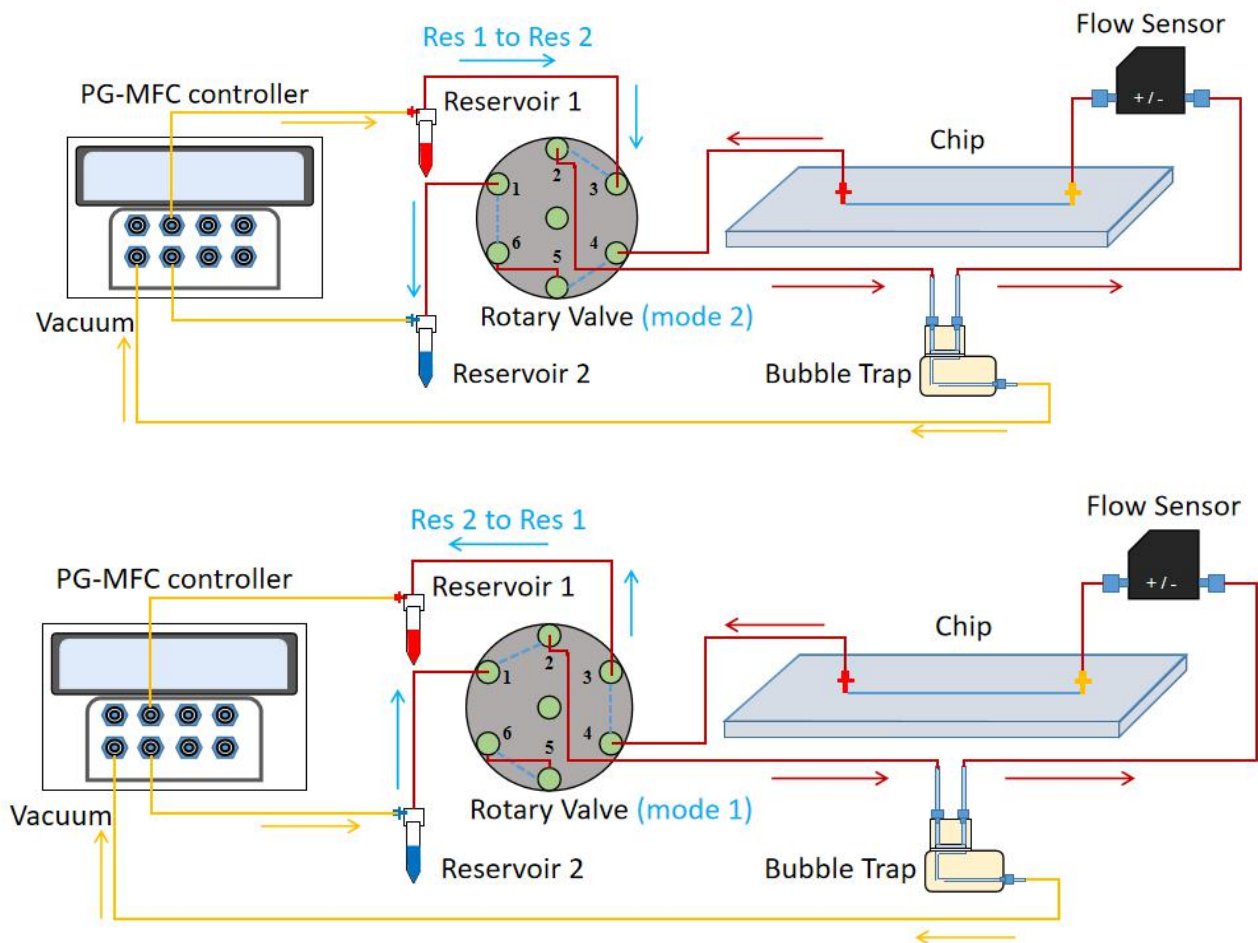 Flow Sensor
Res 1 to Res 2
PG-MFC controller
Reservoir 1
+ / -
Chip
2
1
3
6
4
5
Vacuum
Rotary Valve (mode 2)
Reservoir 2
Bubble Trap
Flow Sensor
Res 2 to Res 1
PG-MFC controller
Reservoir 1
+ / -
Chip
2
1
3
6
4
5
Vacuum
Rotary Valve (mode 1)
Reservoir 2
Bubble Trap